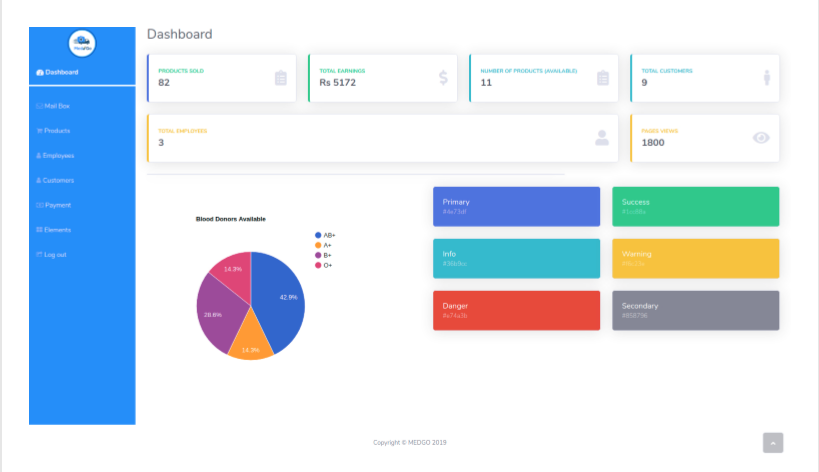 Dashboard
Dashboard
Mail Box
Products
Employees
Customers
Payment
Elements
Log out
PRODUCTS SOLD
82
TOTAL EARNINGS
Rs 5172
NUMBER OF PRODUCTS (AVAILABLE)
11
TOTAL CUSTOMERS
9
TOTAL EMPLOYEES
3
PAGES VIEWS
1800
Blood Donors Available
AB+
A+
B+
O+
14.3%
42.9%
28.6%
14.3%
Primary
#4e73df
Success
#1cc88a
Info
#36b9cc
Warning
#f6c23e
Danger
#e74a3b
Secondary
#858796
Copyright © MEDGO 2019